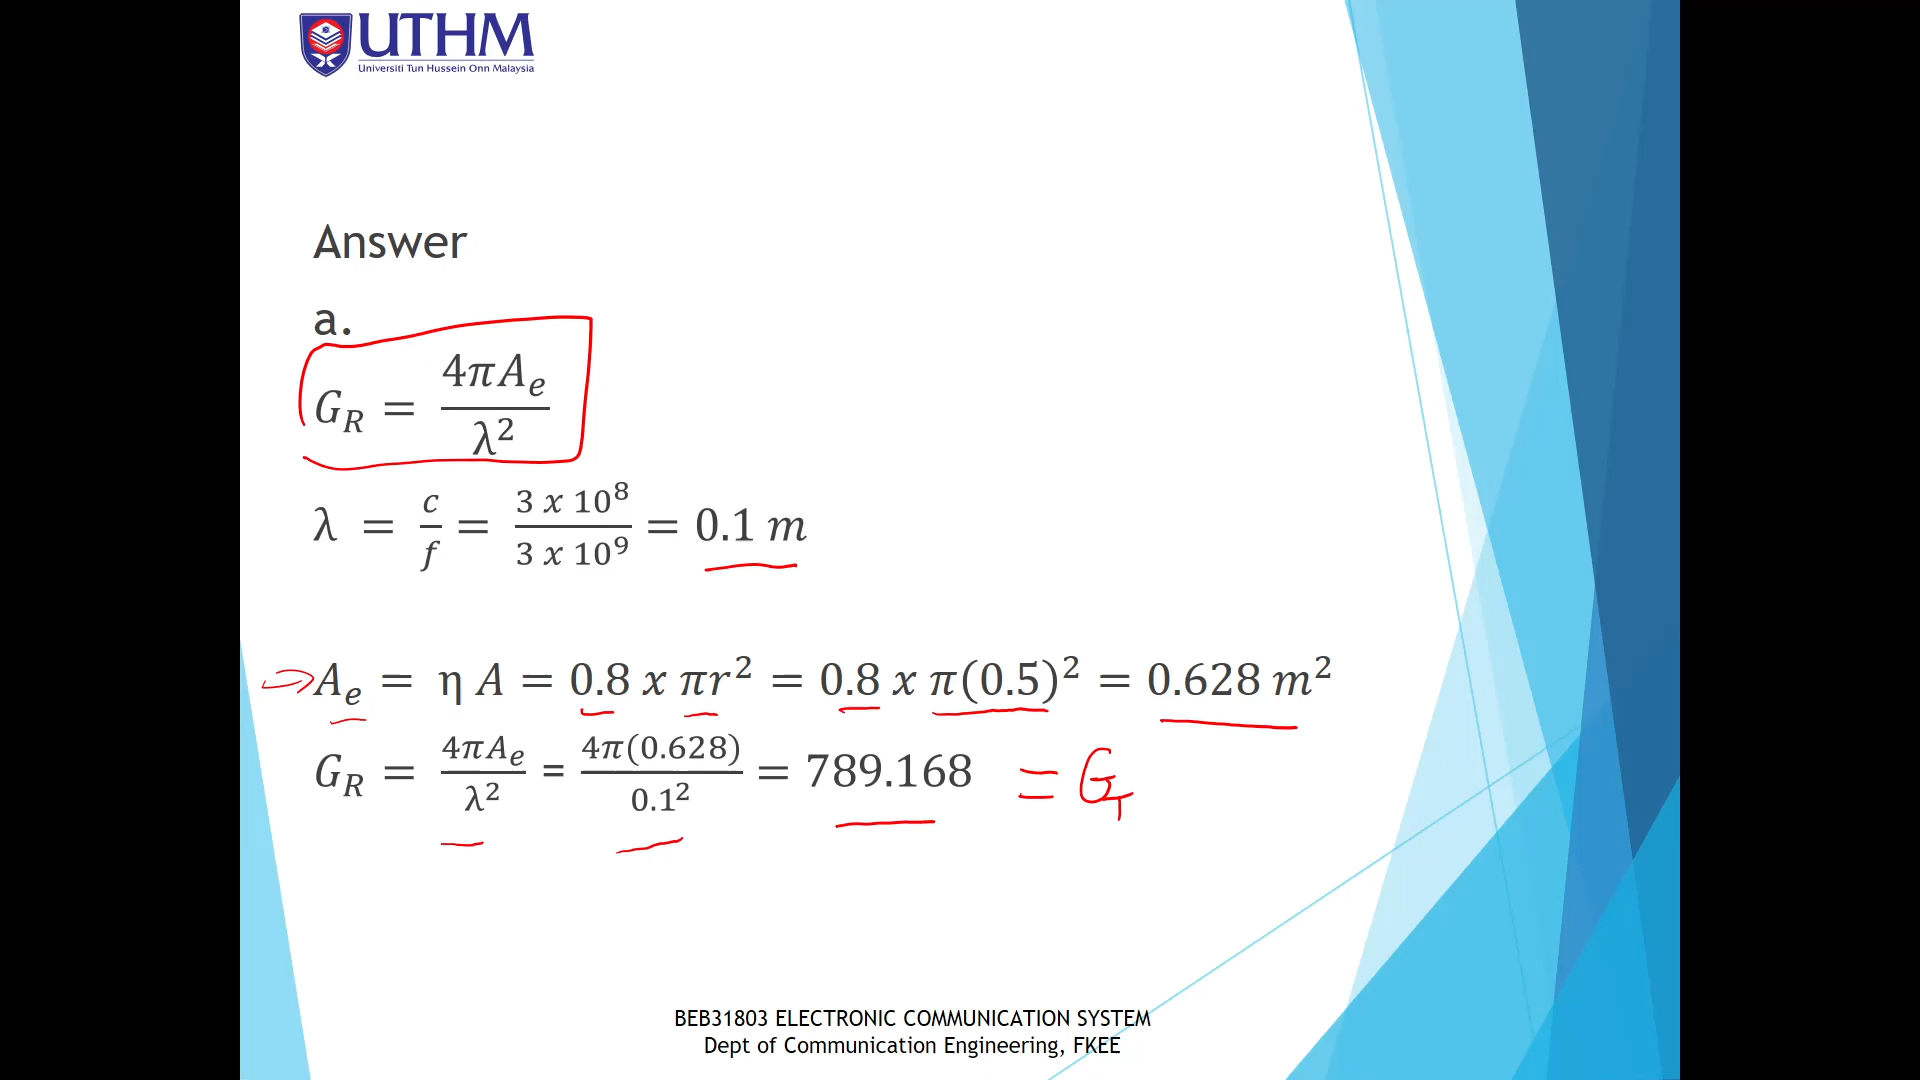 UTHM
Universiti Tun Hussein Onn Malaysia
Answer
a.
G_R = 4πA_e / λ²
λ = c/f = 3 x 10⁸ / 3 x 10⁹ = 0.1 m
⇒ A_e = η A = 0.8 x πr² = 0.8 x π(0.5)² = 0.628 m²
G_R = 4πA_e / λ² = 4π(0.628) / 0.1² = 789.168 = G_T
BEB31803 ELECTRONIC COMMUNICATION SYSTEM
Dept of Communication Engineering, FKEE